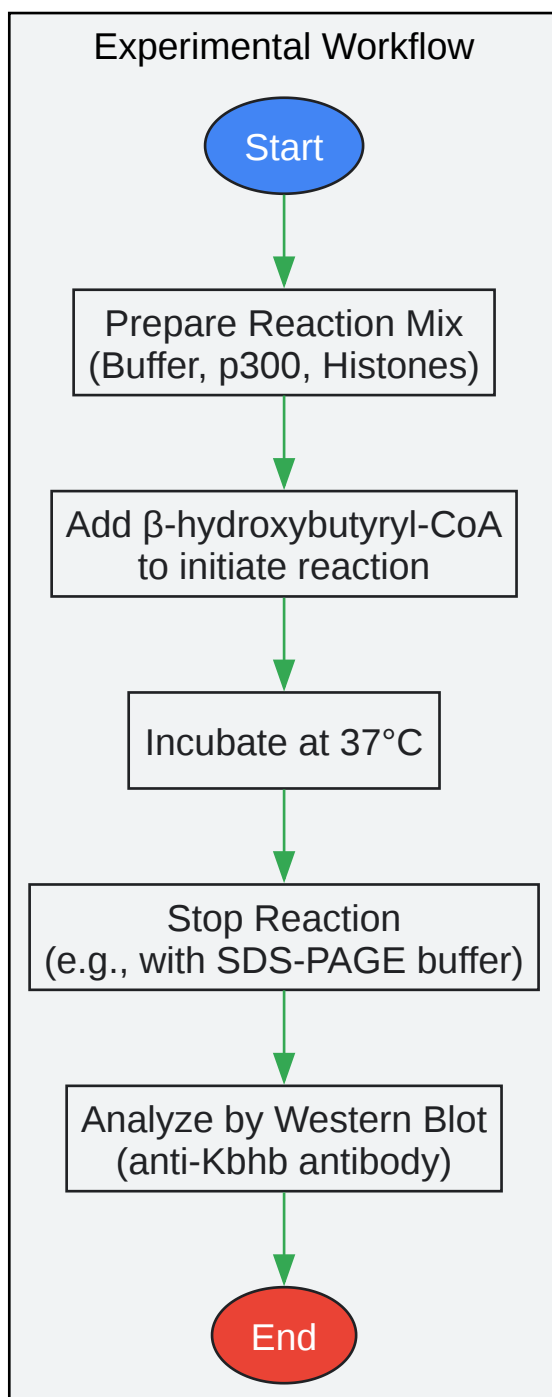 Experimental Workflow
Start
Prepare Reaction Mix
(Buffer, p300, Histones)
Add β-hydroxybutyryl-CoA
to initiate reaction
Incubate at 37°C
Stop Reaction
(e.g., with SDS-PAGE buffer)
Analyze by Western Blot
(anti-Kbhb antibody)
End